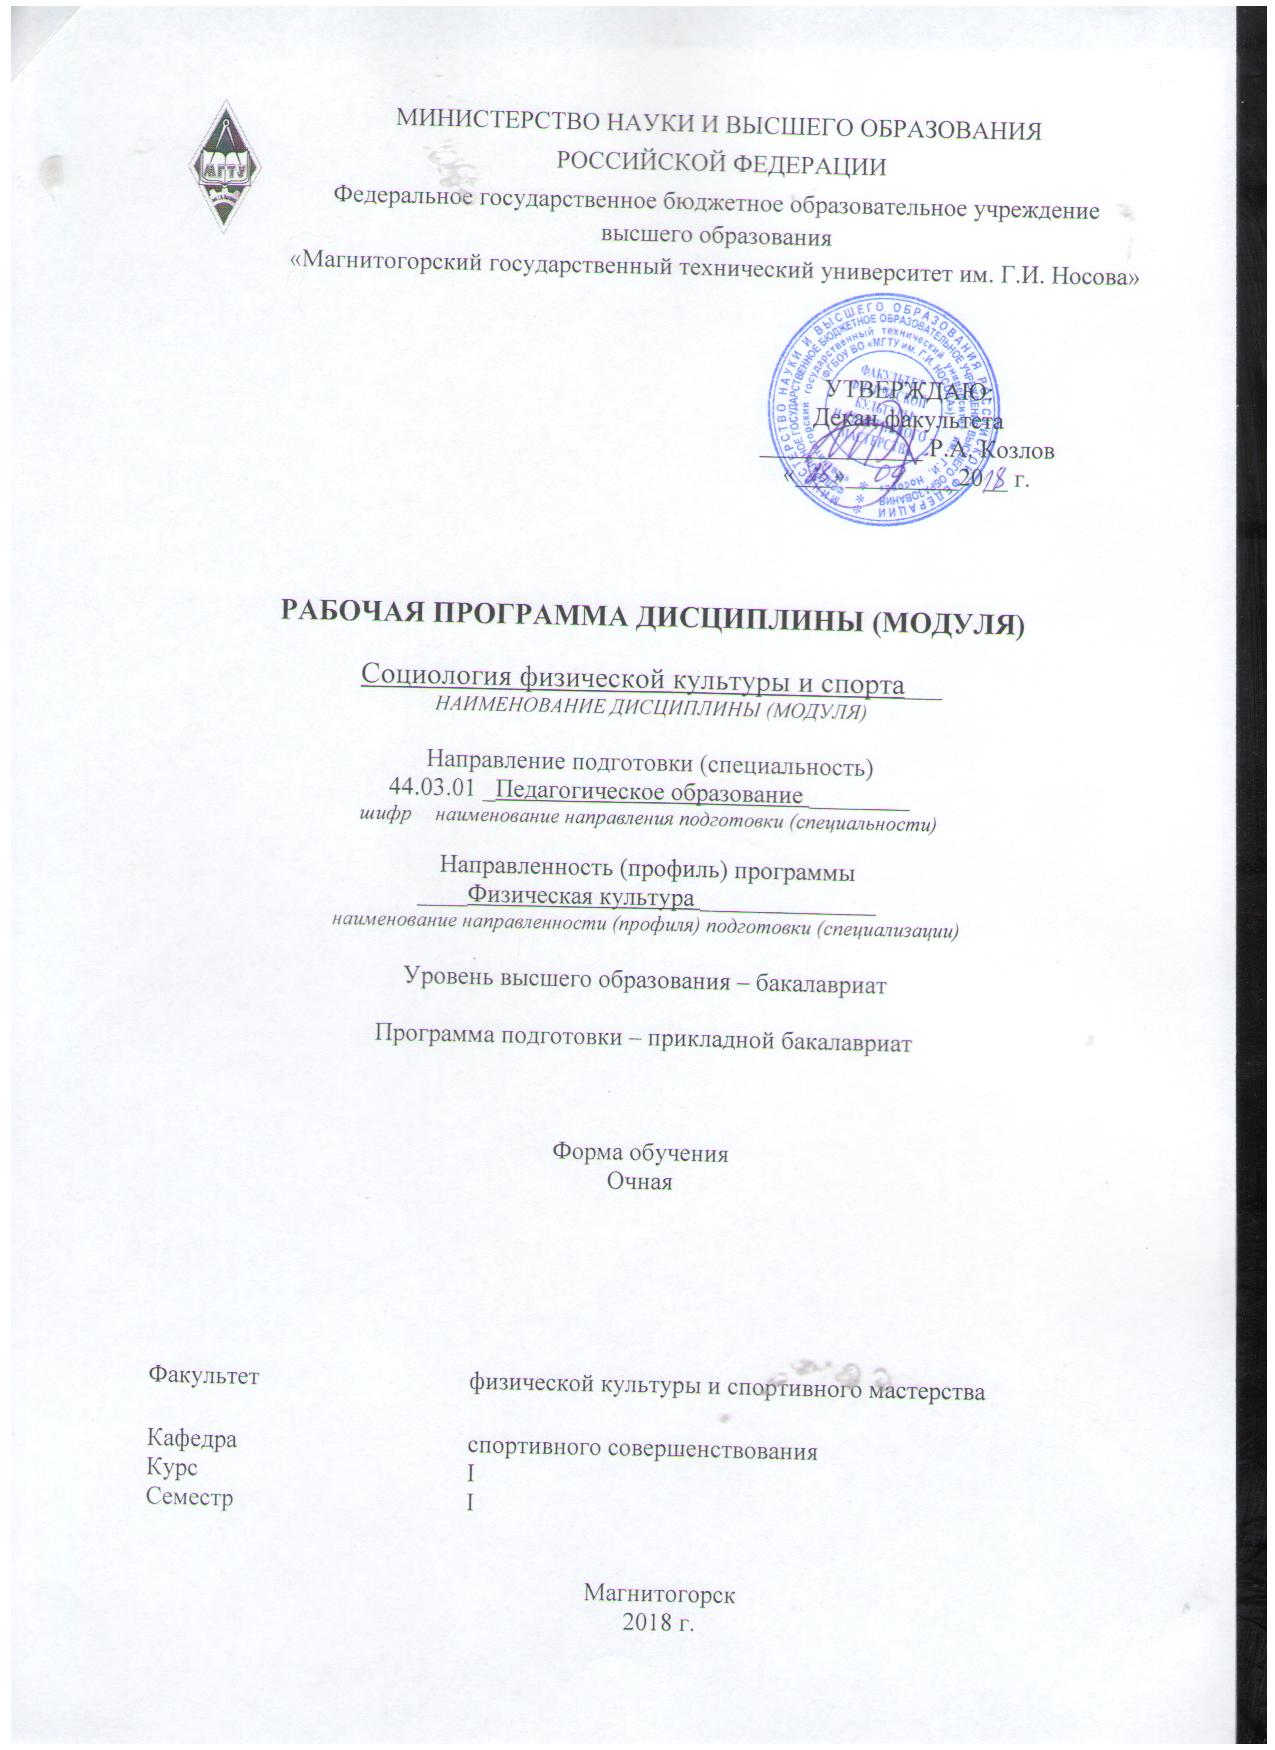 МГТУ
МИНИСТЕРСТВО НАУКИ И ВЫСШЕГО ОБРАЗОВАНИЯ
РОССИЙСКОЙ ФЕДЕРАЦИИ
Федеральное государственное бюджетное образовательное учреждение
высшего образования
«Магнитогорский государственный технический университет им. Г.И. Носова»
УТВЕРЖДАЮ:
Декан факультета
Р.А. Козлов
09 2018 г.
РАБОЧАЯ ПРОГРАММА ДИСЦИПЛИНЫ (МОДУЛЯ)
Социология физической культуры и спорта
НАИМЕНОВАНИЕ ДИСЦИПЛИНЫ (МОДУЛЯ)
Направление подготовки (специальность)
44.03.01 Педагогическое образование
шифр наименование направления подготовки (специальности)
Направленность (профиль) программы
Физическая культура
наименование направленности (профиля) подготовки (специализации)
Уровень высшего образования – бакалавриат
Программа подготовки – прикладной бакалавриат
Форма обучения
Очная
Факультет физической культуры и спортивного мастерства
Кафедра спортивного совершенствования
Курс I
Семестр I
Магнитогорск
2018 г.